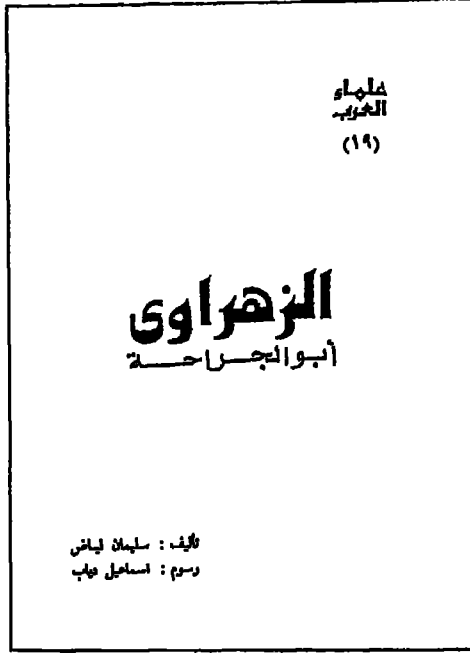 علماء
العرب
(١٩)
الزهراوى
أبو الجراحة
تأليف : سليمان فياض
رسوم : اسماعيل دياب